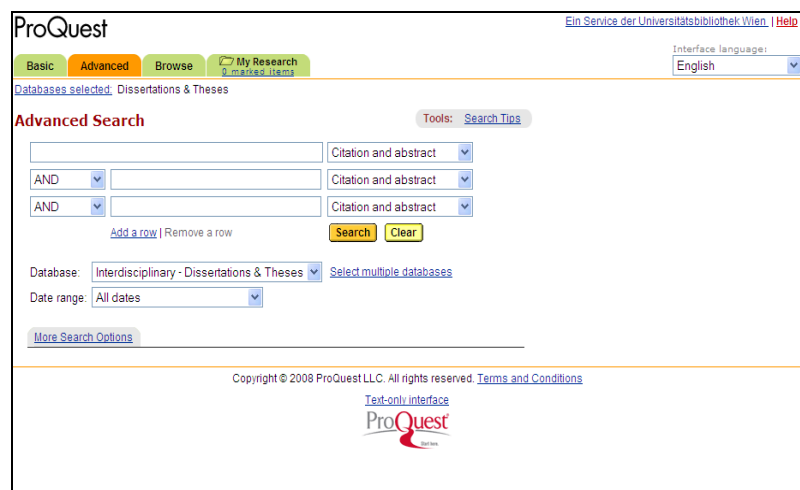 ProQuest
Ein Service der Universitätsbibliothek Wien | Help
Interface language:
English
Basic Advanced Browse My Research
0 marked items
Databases selected: Dissertations & Theses
Advanced Search
Tools: Search Tips
Citation and abstract
AND Citation and abstract
AND Citation and abstract
Add a row | Remove a row Search Clear
Database: Interdisciplinary - Dissertations & Theses Select multiple databases
Date range: All dates
More Search Options
Copyright © 2008 ProQuest LLC. All rights reserved. Terms and Conditions
Text-only interface
ProQuest
Start here.